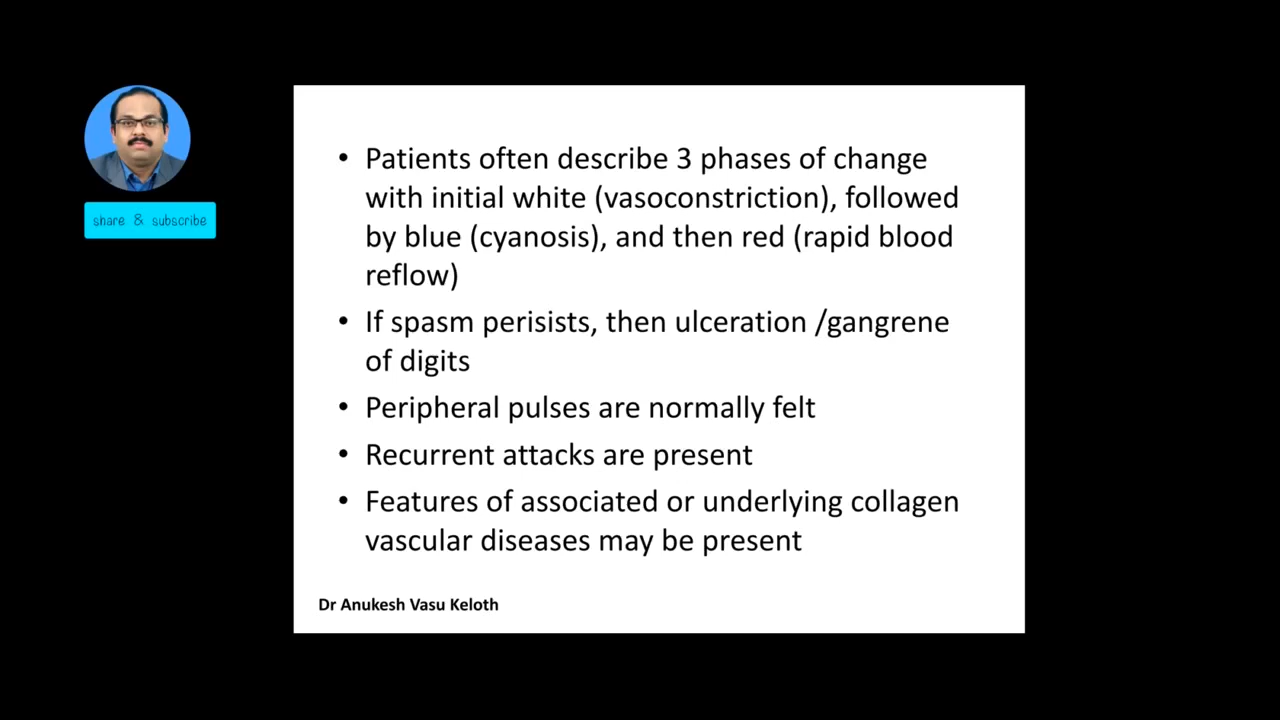 share & subscribe
• Patients often describe 3 phases of change
with initial white (vasoconstriction), followed
by blue (cyanosis), and then red (rapid blood
reflow)
• If spasm perisists, then ulceration /gangrene
of digits
• Peripheral pulses are normally felt
• Recurrent attacks are present
• Features of associated or underlying collagen
vascular diseases may be present
Dr Anukesh Vasu Keloth